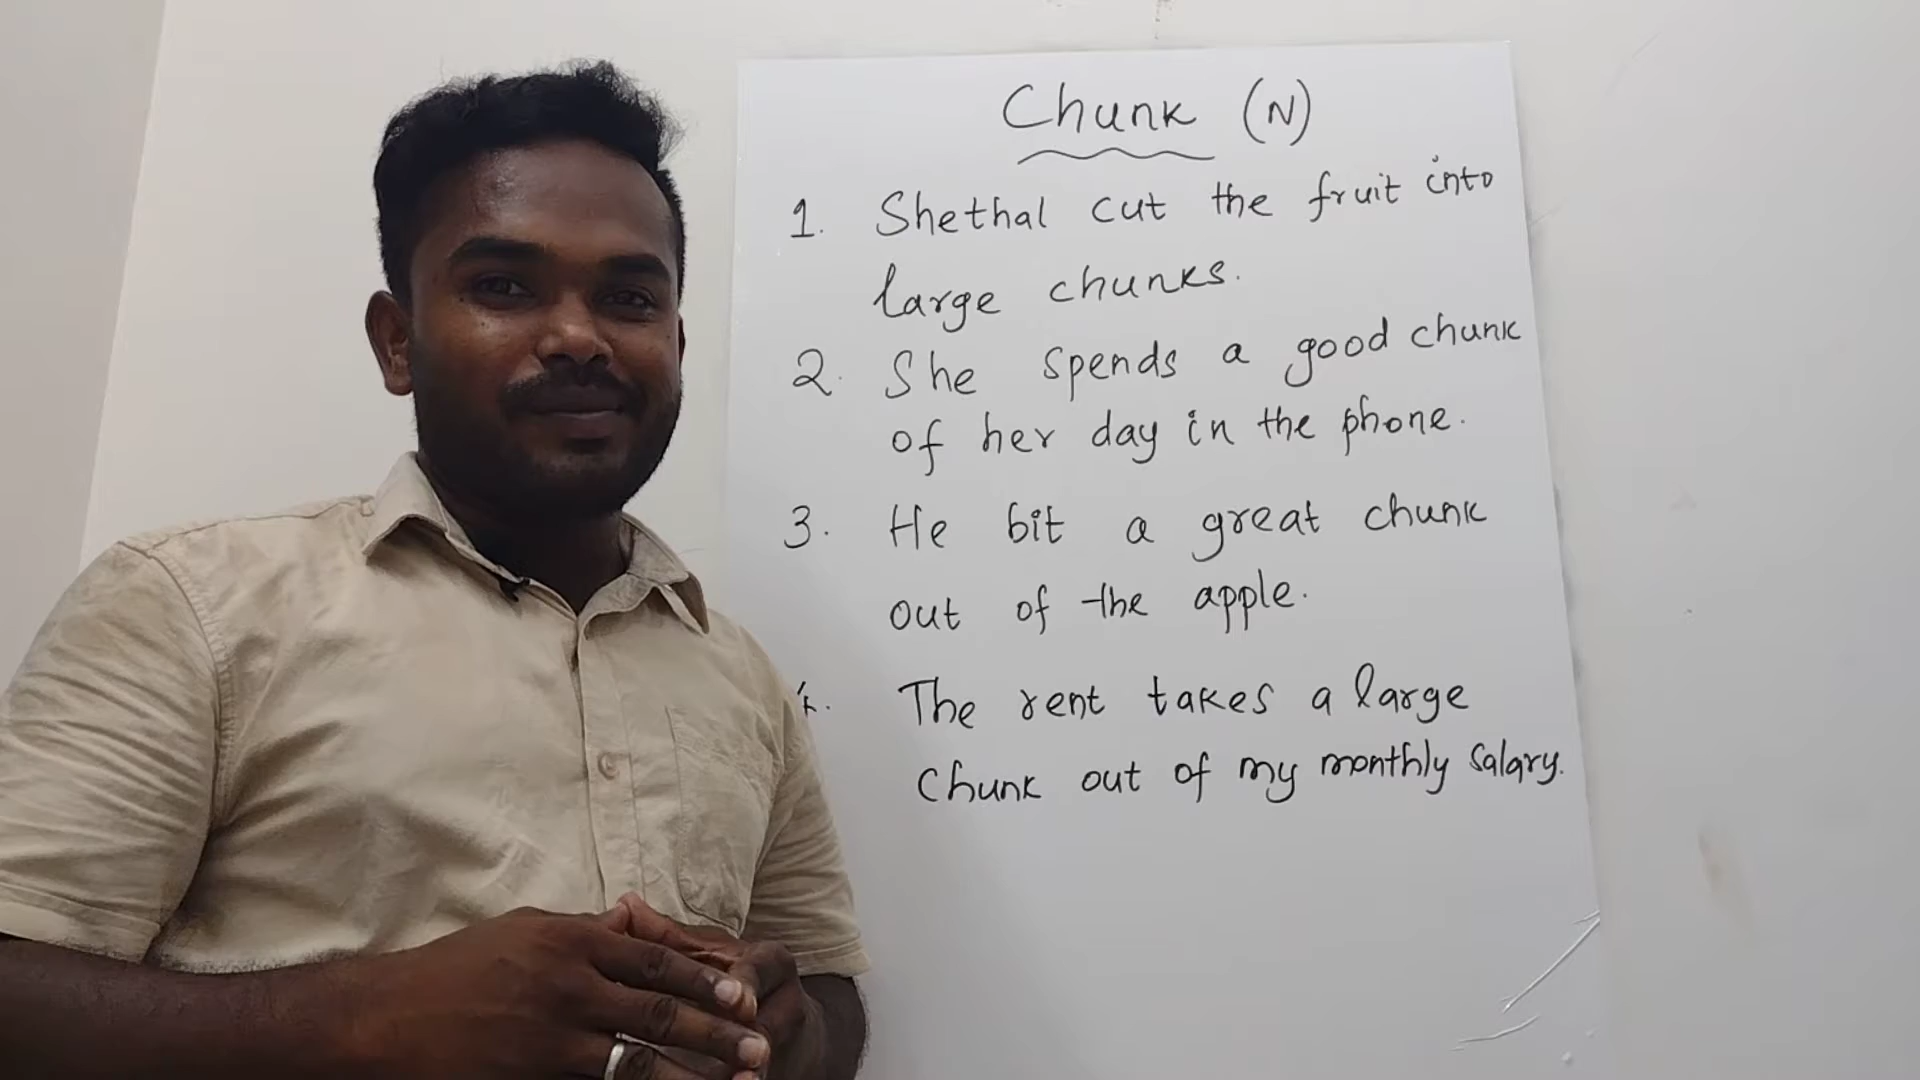 Chunk (N)
1. Shethal cut the fruit into
large chunks.
2. She spends a good chunk
of her day in the phone.
3. He bit a great chunk
out of the apple.
4. The rent takes a large
chunk out of my monthly salary.